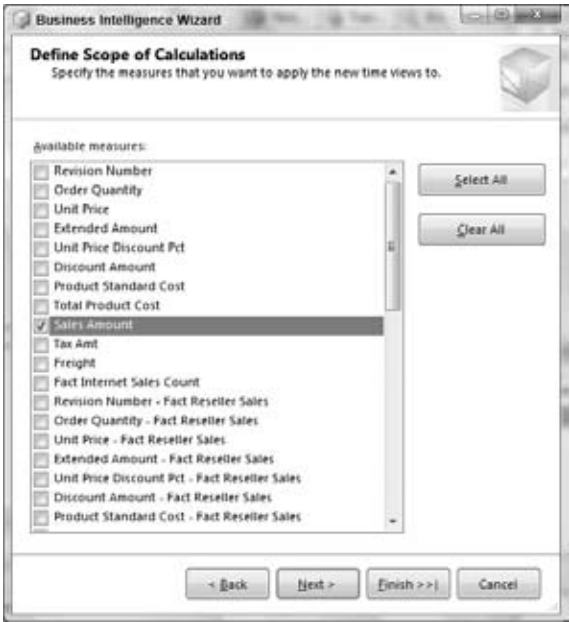 Business Intelligence Wizard
Define Scope of Calculations
Specify the measures that you want to apply the new time views to.
Available measures:
Revision Number
Order Quantity
Unit Price
Extended Amount
Unit Price Discount Pct
Discount Amount
Product Standard Cost
Total Product Cost
Sales Amount
Tax Amt
Freight
Fact Internet Sales Count
Revision Number - Fact Reseller Sales
Order Quantity - Fact Reseller Sales
Unit Price - Fact Reseller Sales
Extended Amount - Fact Reseller Sales
Unit Price Discount Pct - Fact Reseller Sales
Discount Amount - Fact Reseller Sales
Product Standard Cost - Fact Reseller Sales
Select All
Clear All
< Back
Next >
Finish >>|
Cancel